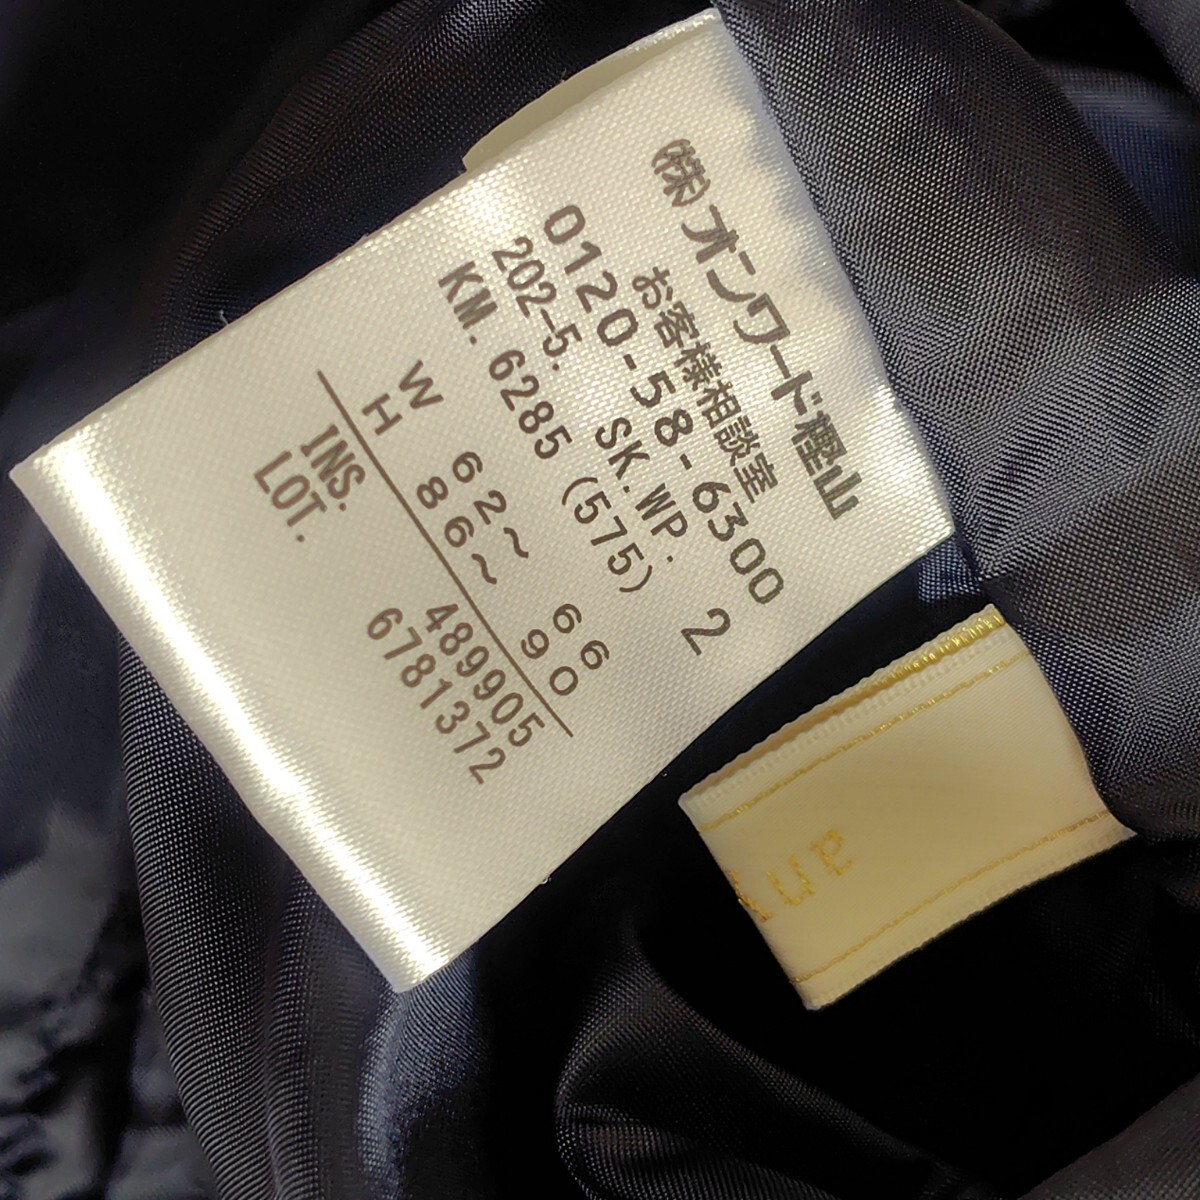 (株)オンワード樫山
お客様相談室
0120-58-6300
202-5. SK.WP. 2
KM.6285(575)
W 62~ 66
H 86~ 90
INS. 489905
LOT. 6781372